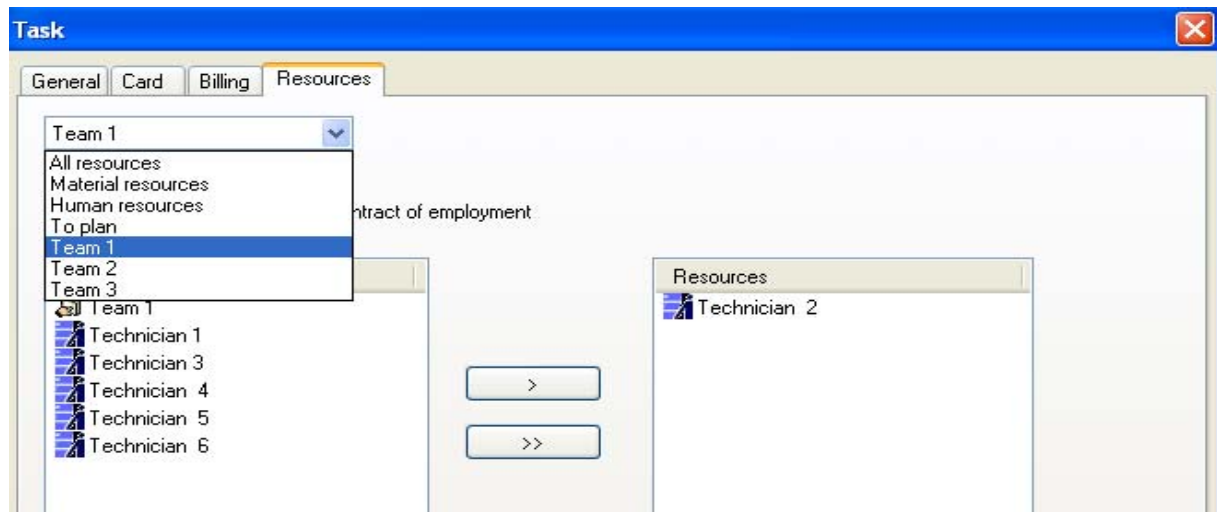 Task
General Card Billing Resources
Team 1
All resources
Material resources
Human resources
To plan
Team 1
Team 2
Team 3
of employment
Team 1
Technician 1
Technician 3
Technician 4
Technician 5
Technician 6
>
>>
Resources
Technician 2